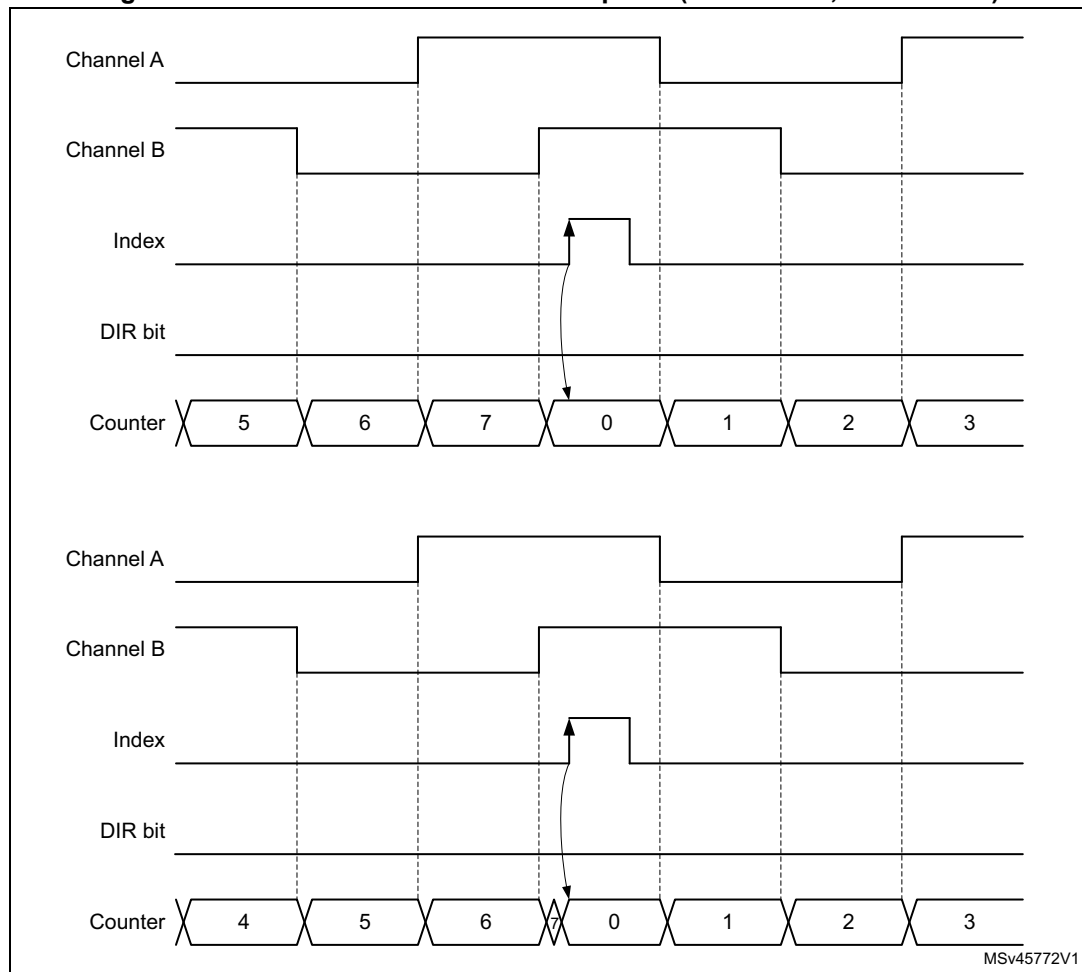 Channel A
Channel B
Index
DIR bit
Counter 5 6 7 0 1 2 3
Channel A
Channel B
Index
DIR bit
Counter 4 5 6 7 0 1 2 3
MSv45772V1